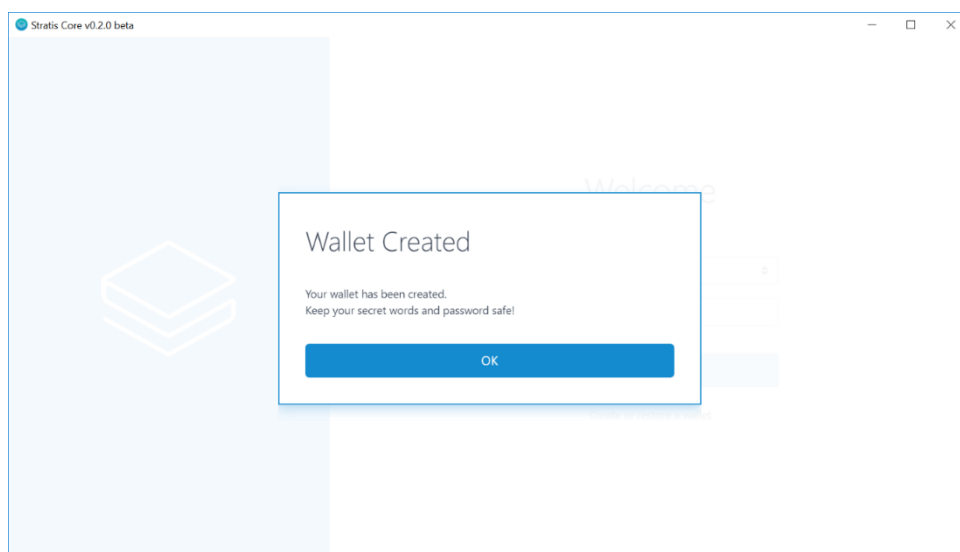 Stratis Core v0.2.0 beta
Welcome
Wallet Created
Your wallet has been created.
Keep your secret words and password safe!
OK